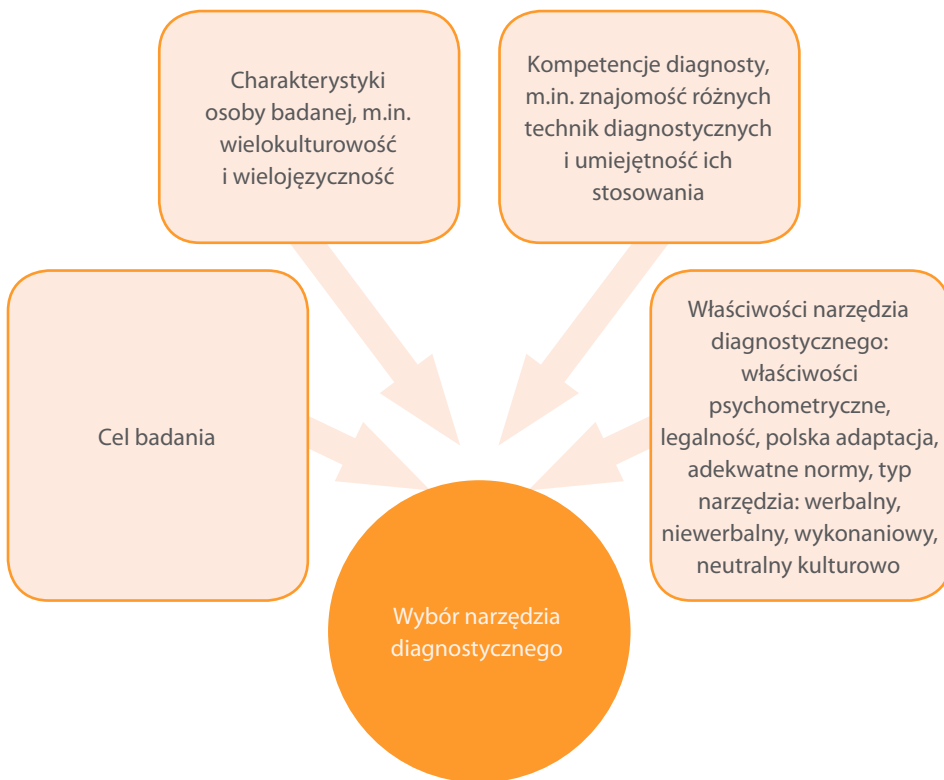 Charakterystyki
osoby badanej, m.in.
wielokulturowość
i wielojęzyczność
Kompetencje diagnosty,
m.in. znajomość różnych
technik diagnostycznych
i umiejętność ich
stosowania
Cel badania
Właściwości narzędzia
diagnostycznego:
właściwości
psychometryczne,
legalność, polska adaptacja,
adekwatne normy, typ
narzędzia: werbalny,
niewerbalny, wykonaniowy,
neutralny kulturowo
Wybór narzędzia
diagnostycznego